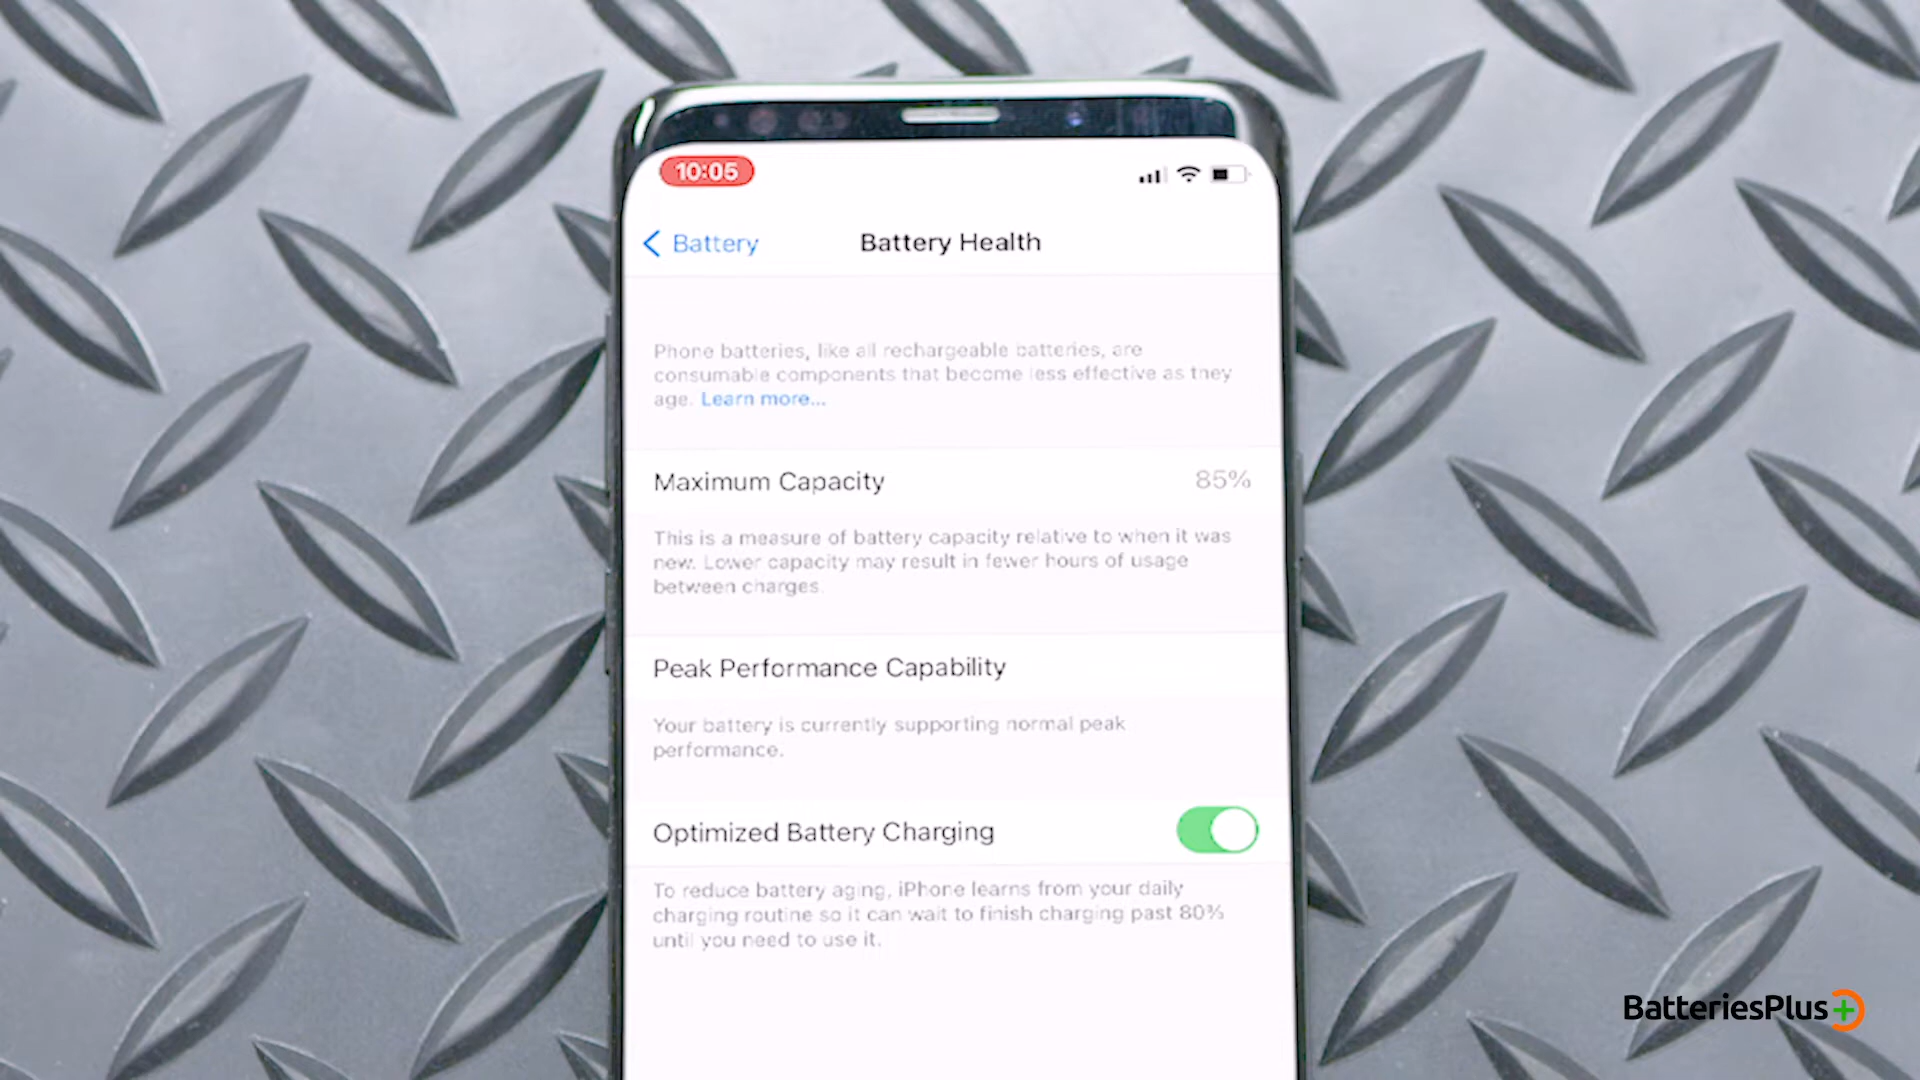 10:05
Battery
Battery Health
Phone batteries, like all rechargeable batteries, are
consumable components that become less effective as they
age. Learn more...
Maximum Capacity 85%
This is a measure of battery capacity relative to when it was
new. Lower capacity may result in fewer hours of usage
between charges.
Peak Performance Capability
Your battery is currently supporting normal peak
performance.
Optimized Battery Charging
To reduce battery aging, iPhone learns from your daily
charging routine so it can wait to finish charging past 80%
until you need to use it.
BatteriesPlus+